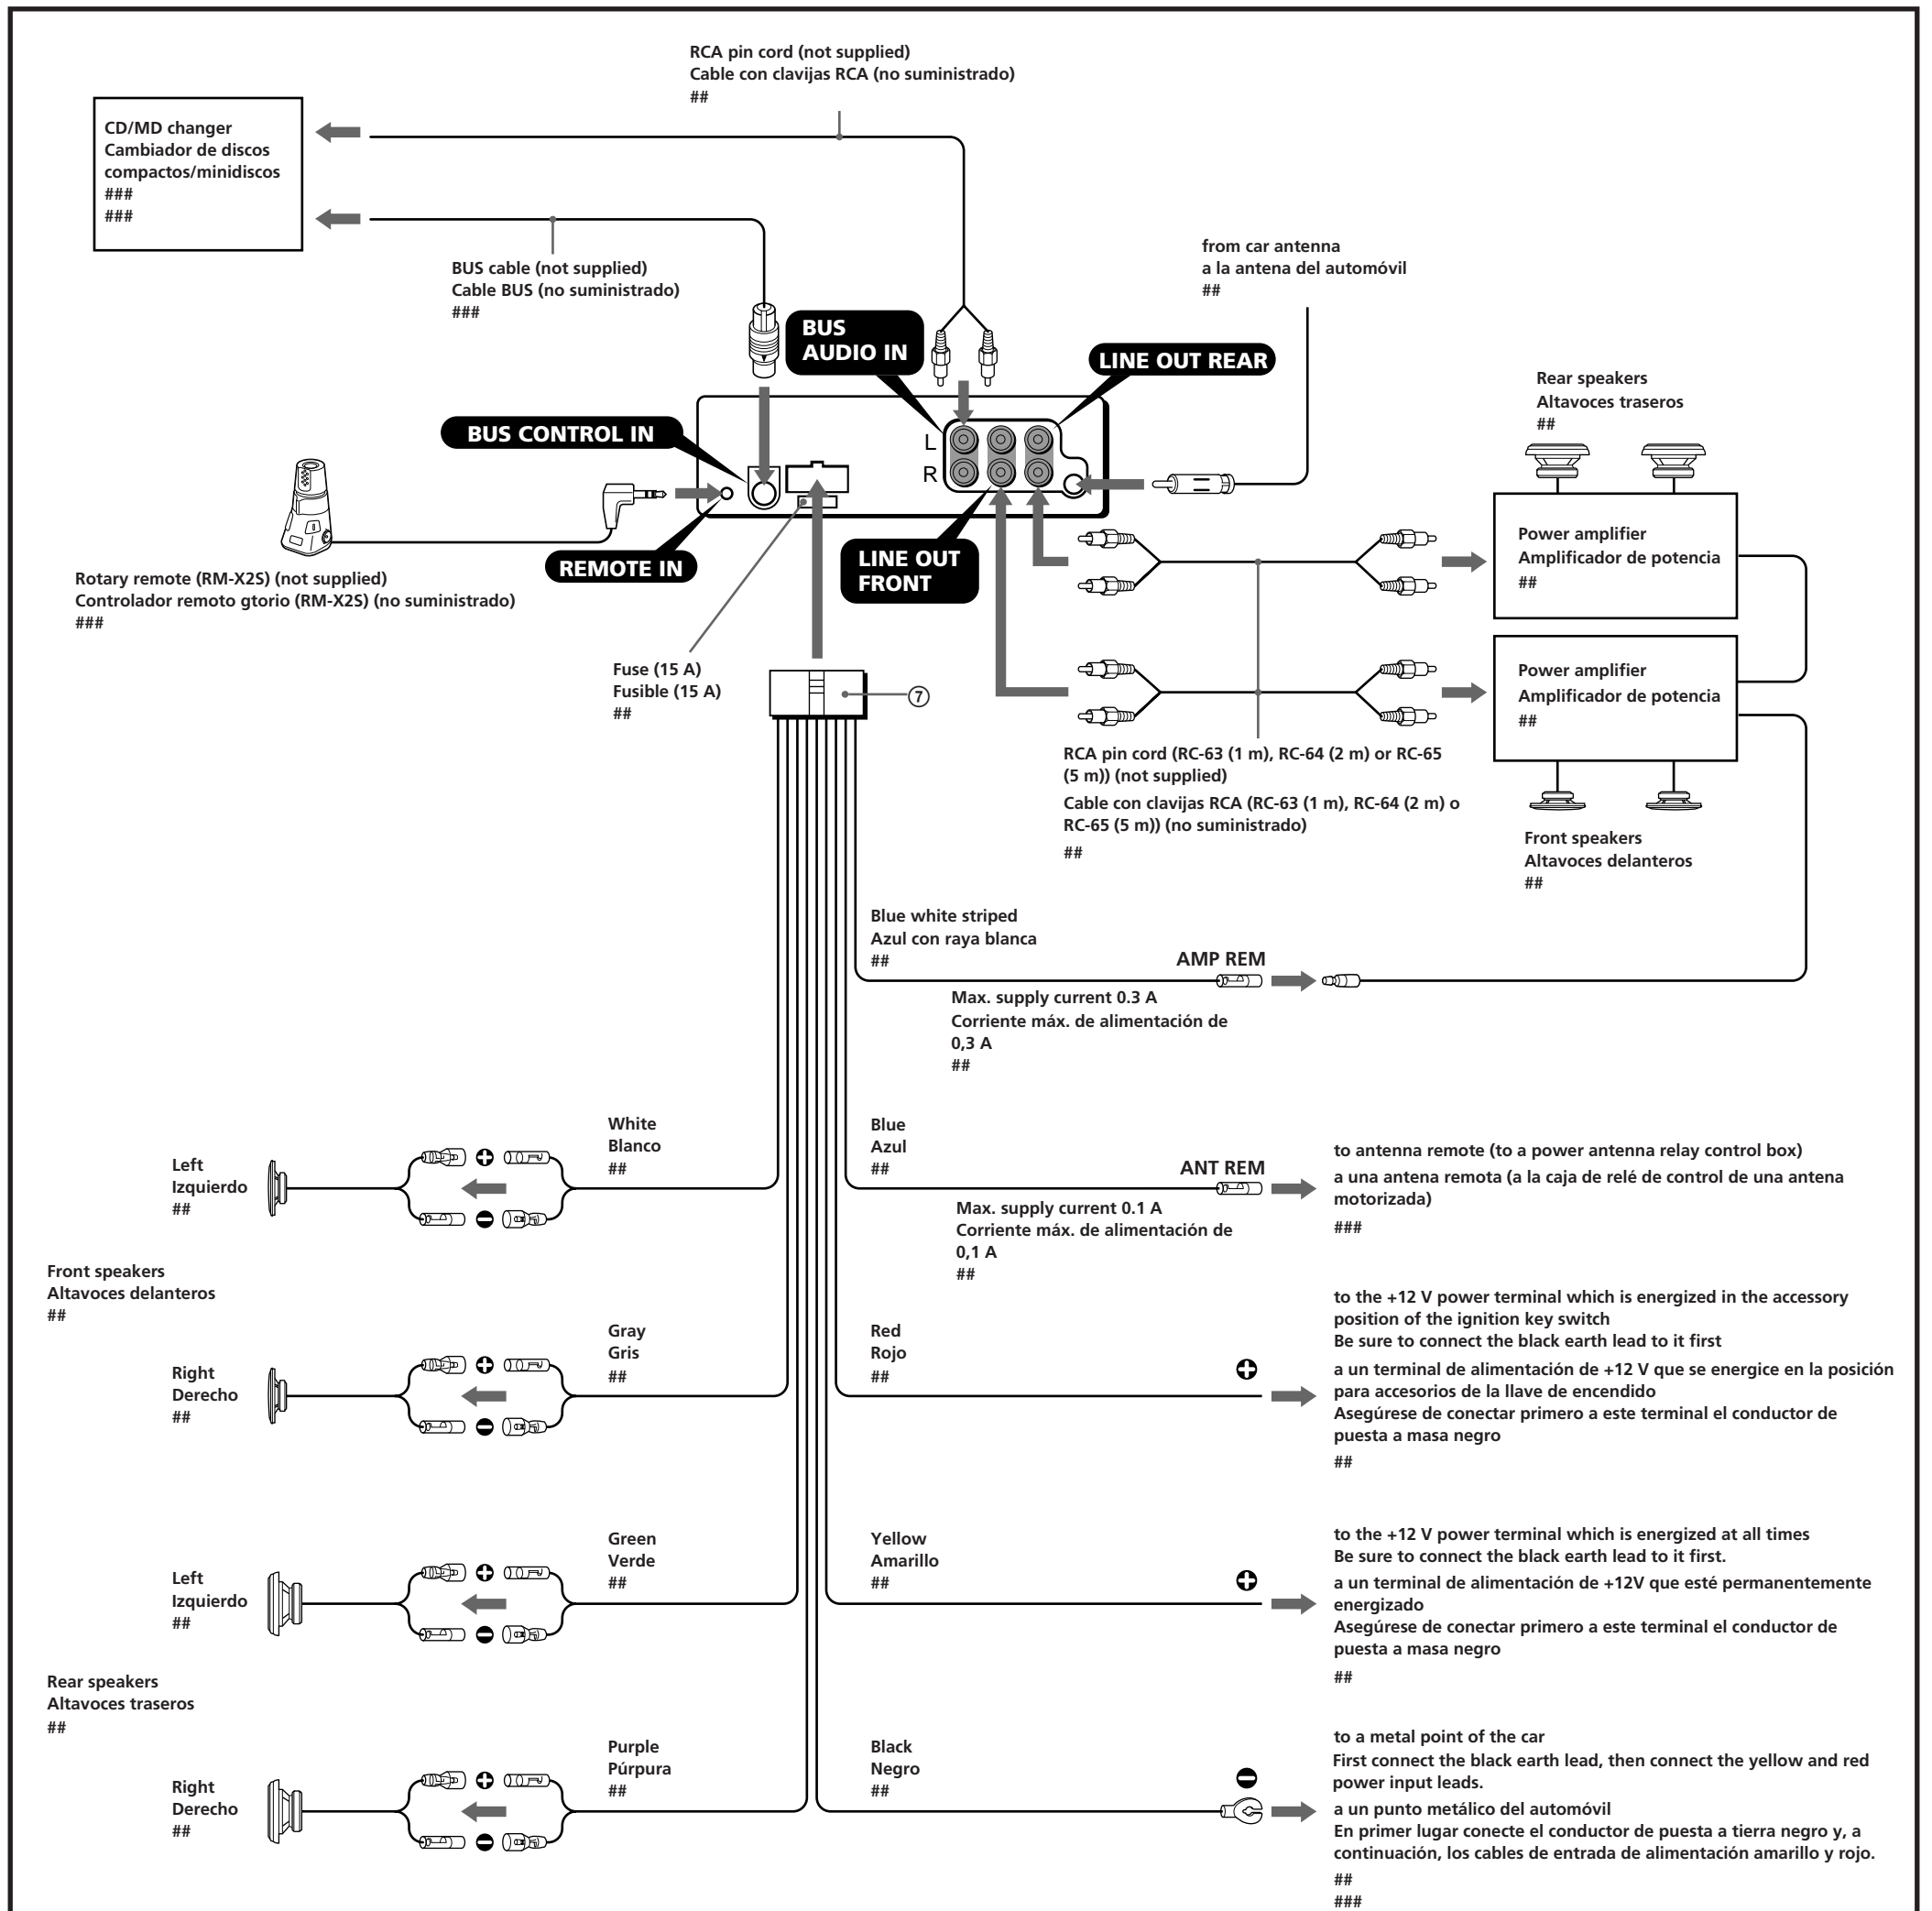 RCA pin cord (not supplied)
Cable con clavijas RCA (no suministrado)
##
CD/MD changer
Cambiador de discos
compactos/minidiscos
###
###
BUS cable (not supplied)
Cable BUS (no suministrado)
###
from car antenna
a la antena del automóvil
##
BUS
AUDIO IN
LINE OUT REAR
Rear speakers
Altavoces traseros
##
BUS CONTROL IN
L
R
REMOTE IN
LINE OUT
FRONT
Power amplifier
Amplificador de potencia
##
Rotary remote (RM-X2S) (not supplied)
Controlador remoto gtorio (RM-X2S) (no suministrado)
###
Fuse (15 A)
Fusible (15 A)
##
7
Power amplifier
Amplificador de potencia
##
RCA pin cord (RC-63 (1 m), RC-64 (2 m) or RC-65
(5 m)) (not supplied)
Cable con clavijas RCA (RC-63 (1 m), RC-64 (2 m) o
RC-65 (5 m)) (no suministrado)
##
Front speakers
Altavoces delanteros
##
Blue white striped
Azul con raya blanca
##
AMP REM
Max. supply current 0.3 A
Corriente máx. de alimentación de
0,3 A
##
Left
Izquierdo
##
White
Blanco
##
Blue
Azul
##
ANT REM
Max. supply current 0.1 A
Corriente máx. de alimentación de
0,1 A
##
to antenna remote (to a power antenna relay control box)
a una antena remota (a la caja de relé de control de una antena
motorizada)
###
Front speakers
Altavoces delanteros
##
Right
Derecho
##
Gray
Gris
##
Red
Rojo
##
to the +12 V power terminal which is energized in the accessory
position of the ignition key switch
Be sure to connect the black earth lead to it first
a un terminal de alimentación de +12 V que se energice en la posición
para accesorios de la llave de encendido
Asegúrese de conectar primero a este terminal el conductor de
puesta a masa negro
##
Left
Izquierdo
##
Green
Verde
##
Yellow
Amarillo
##
to the +12 V power terminal which is energized at all times
Be sure to connect the black earth lead to it first.
a un terminal de alimentación de +12V que esté permanentemente
energizado
Asegúrese de conectar primero a este terminal el conductor de
puesta a masa negro
##
Rear speakers
Altavoces traseros
##
Right
Derecho
##
Purple
Púrpura
##
Black
Negro
##
to a metal point of the car
First connect the black earth lead, then connect the yellow and red
power input leads.
a un punto metálico del automóvil
En primer lugar conecte el conductor de puesta a tierra negro y, a
continuación, los cables de entrada de alimentación amarillo y rojo.
##
###